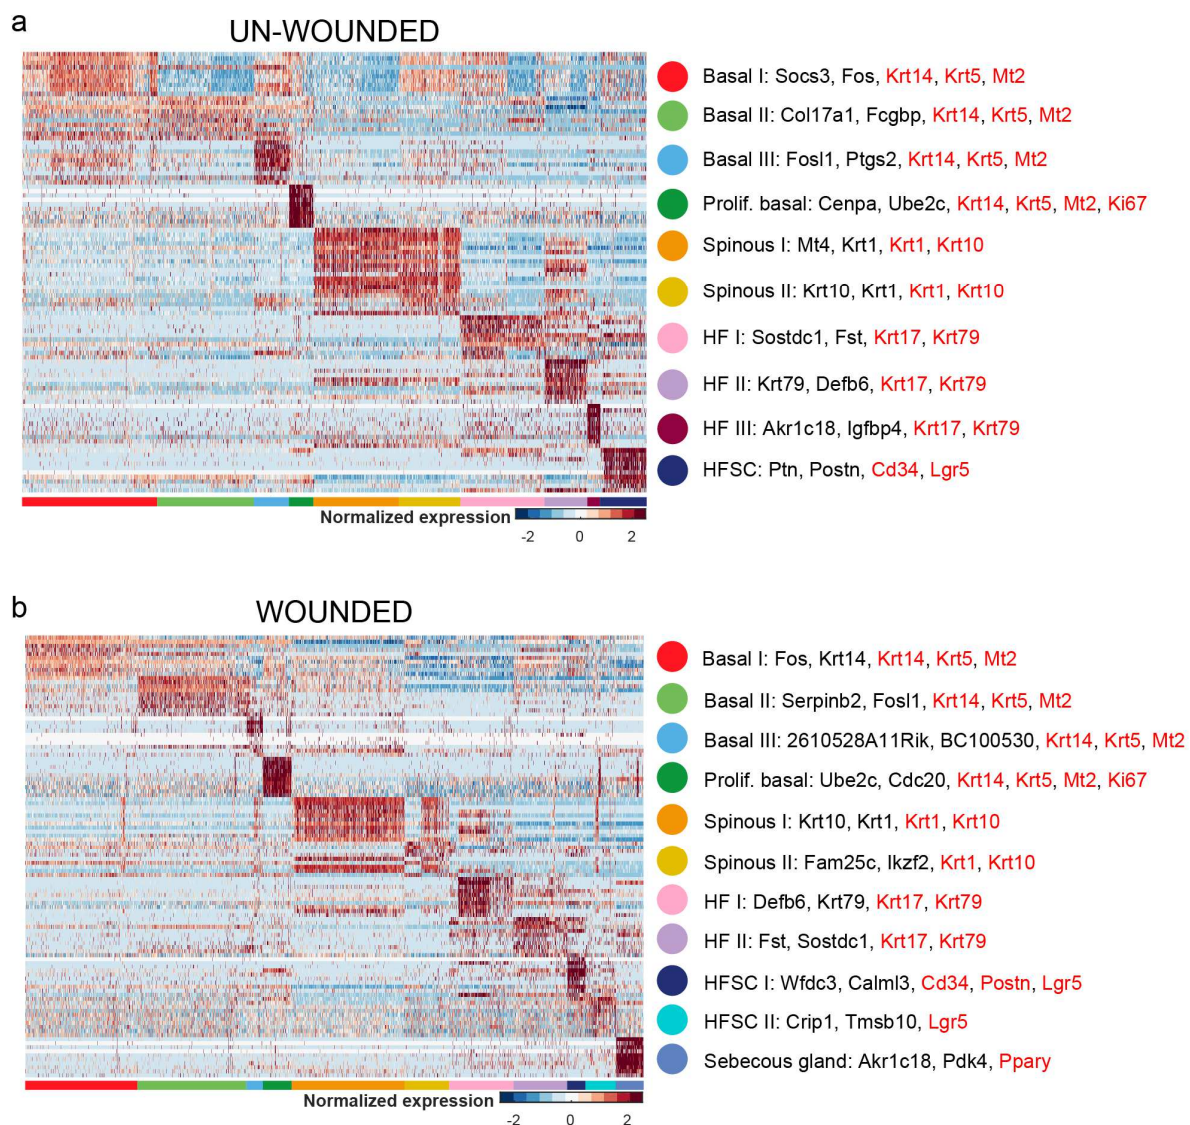 a
UN-WOUNDED
Basal I: Socs3, Fos, Krt14, Krt5, Mt2
Basal II: Col17a1, Fcgbp, Krt14, Krt5, Mt2
Basal III: Fosl1, Ptgs2, Krt14, Krt5, Mt2
Prolif. basal: Cenpa, Ube2c, Krt14, Krt5, Mt2, Ki67
Spinous I: Mt4, Krt1, Krt1, Krt10
Spinous II: Krt10, Krt1, Krt1, Krt10
HF I: Sostdc1, Fst, Krt17, Krt79
HF II: Krt79, Defb6, Krt17, Krt79
HF III: Akr1c18, Igfbp4, Krt17, Krt79
HFSC: Ptn, Postn, Cd34, Lgr5
Normalized expression
-2 0 2
b
WOUNDED
Basal I: Fos, Krt14, Krt14, Krt5, Mt2
Basal II: Serpinb2, Fosl1, Krt14, Krt5, Mt2
Basal III: 2610528A11Rik, BC100530, Krt14, Krt5, Mt2
Prolif. basal: Ube2c, Cdc20, Krt14, Krt5, Mt2, Ki67
Spinous I: Krt10, Krt1, Krt1, Krt10
Spinous II: Fam25c, Ikzf2, Krt1, Krt10
HF I: Defb6, Krt79, Krt17, Krt79
HF II: Fst, Sostdc1, Krt17, Krt79
HFSC I: Wfdc3, Calml3, Cd34, Postn, Lgr5
HFSC II: Crip1, Tmsb10, Lgr5
Sebecous gland: Akr1c18, Pdk4, Ppary
Normalized expression
-2 0 2